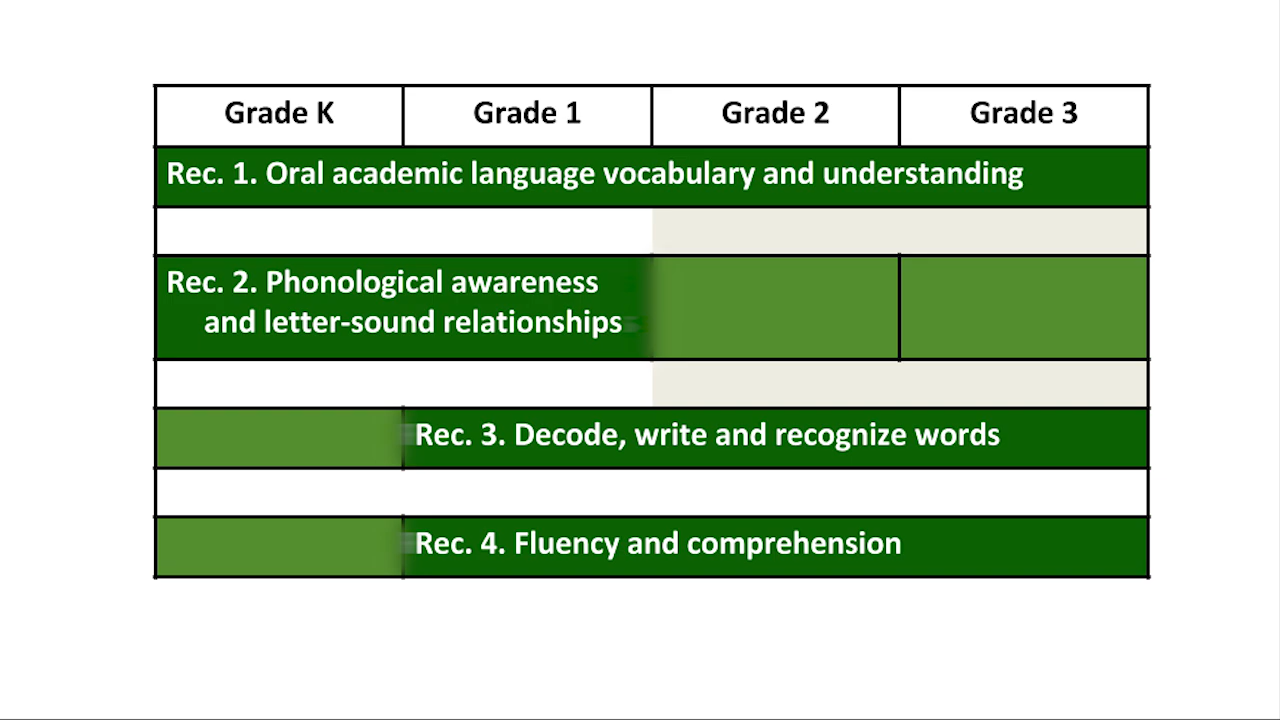 Grade K Grade 1 Grade 2 Grade 3
Rec. 1. Oral academic language vocabulary and understanding
Rec. 2. Phonological awareness
and letter-sound relationships
Rec. 3. Decode, write and recognize words
Rec. 4. Fluency and comprehension